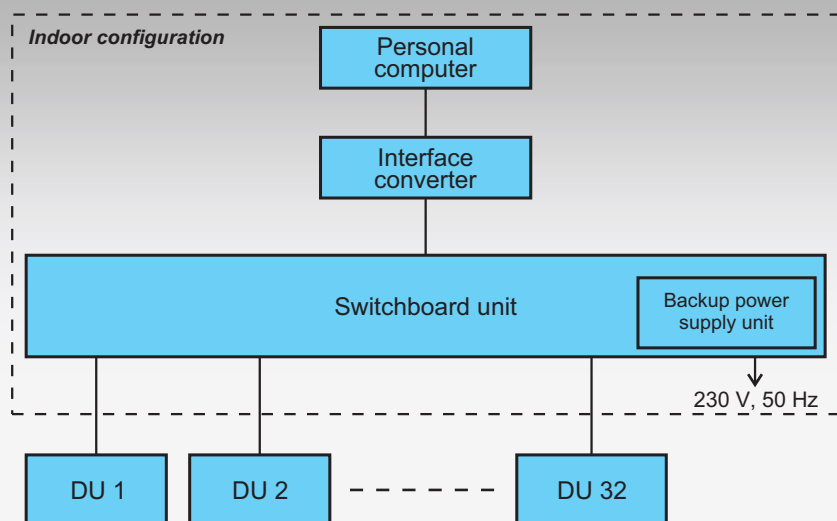 Indoor configuration
Personal
computer
Interface
converter
Switchboard unit
Backup power
supply unit
230 V, 50 Hz
DU 1
DU 2
DU 32